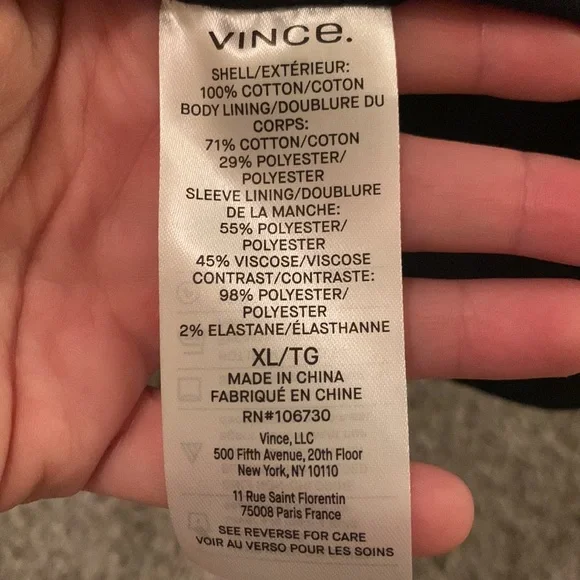 VINCE.
SHELL/EXTÉRIEUR:
100% COTTON/COTON
BODY LINING/DOUBLURE DU
CORPS:
71% COTTON/COTON
29% POLYESTER/
POLYESTER
SLEEVE LINING/DOUBLURE
DE LA MANCHE:
55% POLYESTER/
POLYESTER
45% VISCOSE/VISCOSE
CONTRAST/CONTRASTE:
98% POLYESTER/
POLYESTER
2% ELASTANE/ÉLASTHANNE
XL/TG
MADE IN CHINA
FABRIQUÉ EN CHINE
RN#106730
Vince, LLC
500 Fifth Avenue, 20th Floor
New York, NY 10110
11 Rue Saint Florentin
75008 Paris France
SEE REVERSE FOR CARE
VOIR AU VERSO POUR LES SOINS